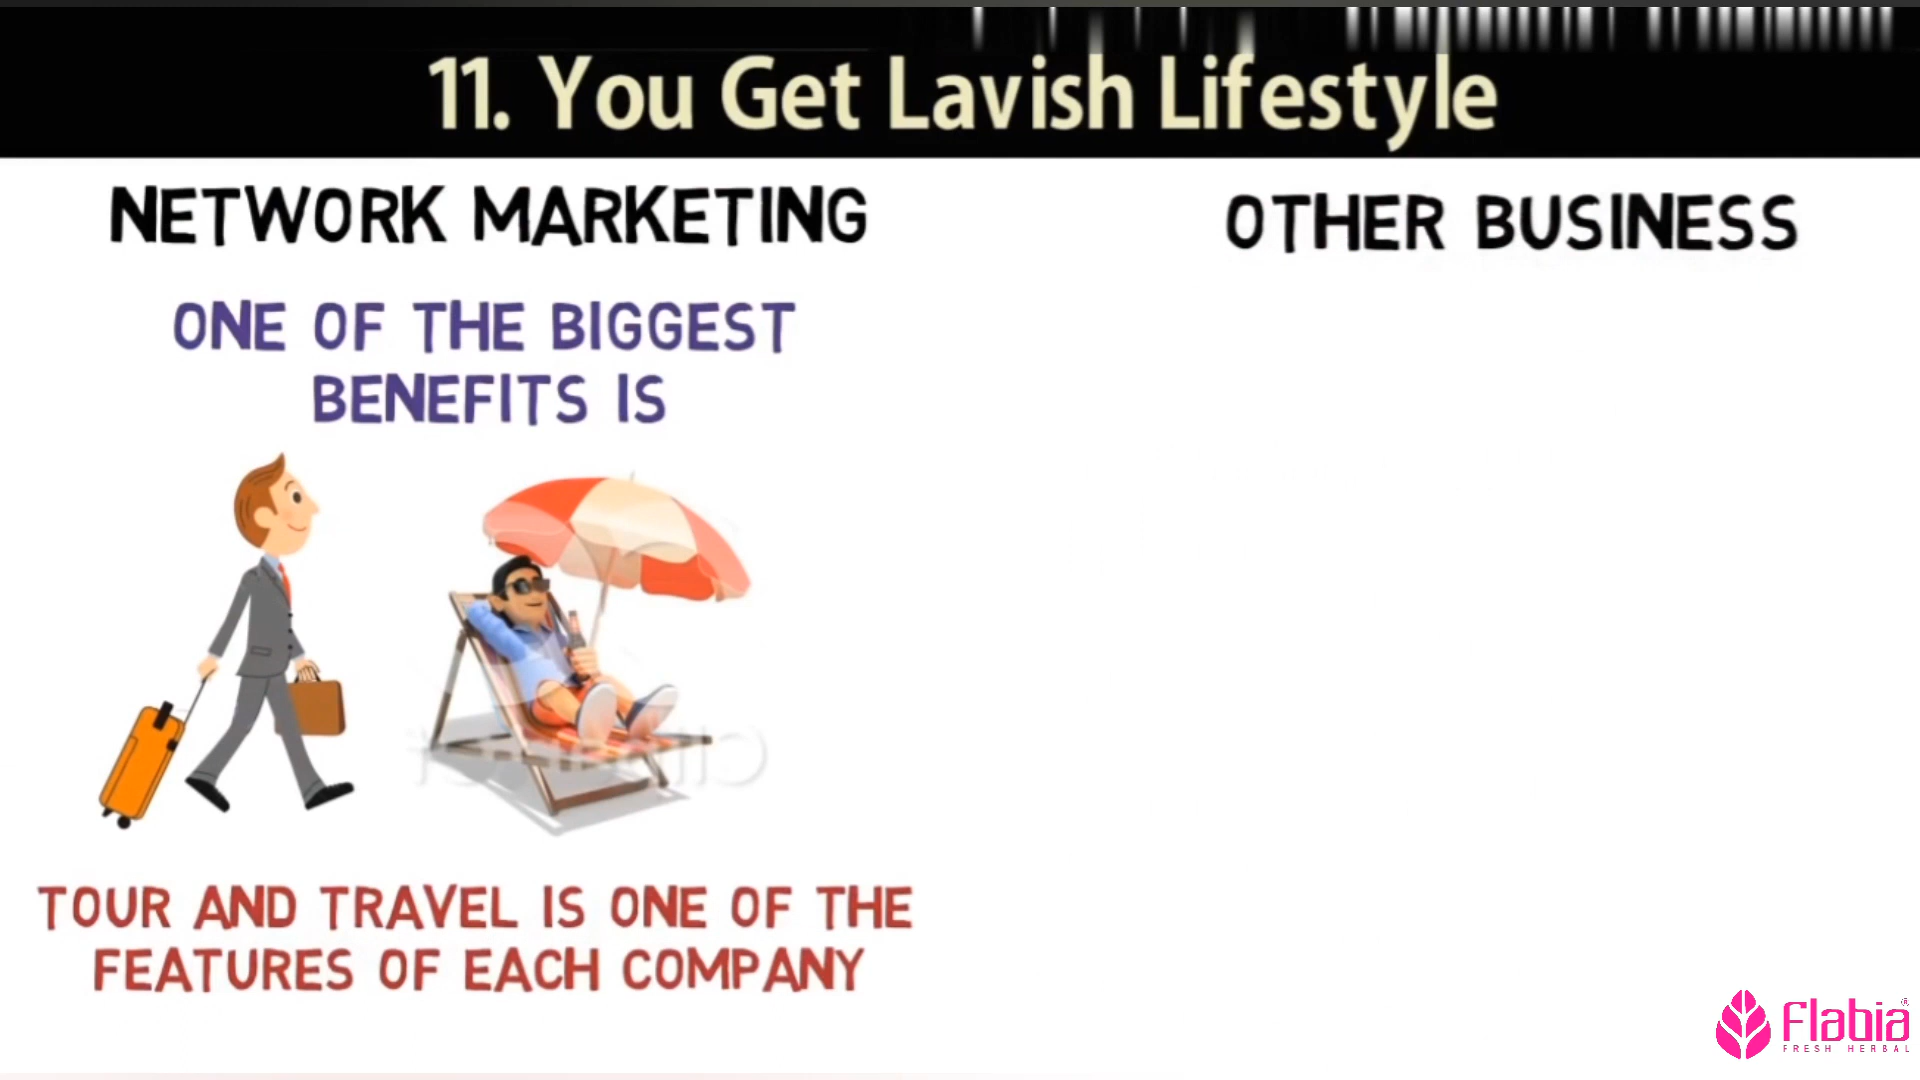 11. You Get Lavish Lifestyle
NETWORK MARKETING
OTHER BUSINESS
ONE OF THE BIGGEST
BENEFITS IS
TOUR AND TRAVEL IS ONE OF THE
FEATURES OF EACH COMPANY
Flabia®
FRESH HERBAL